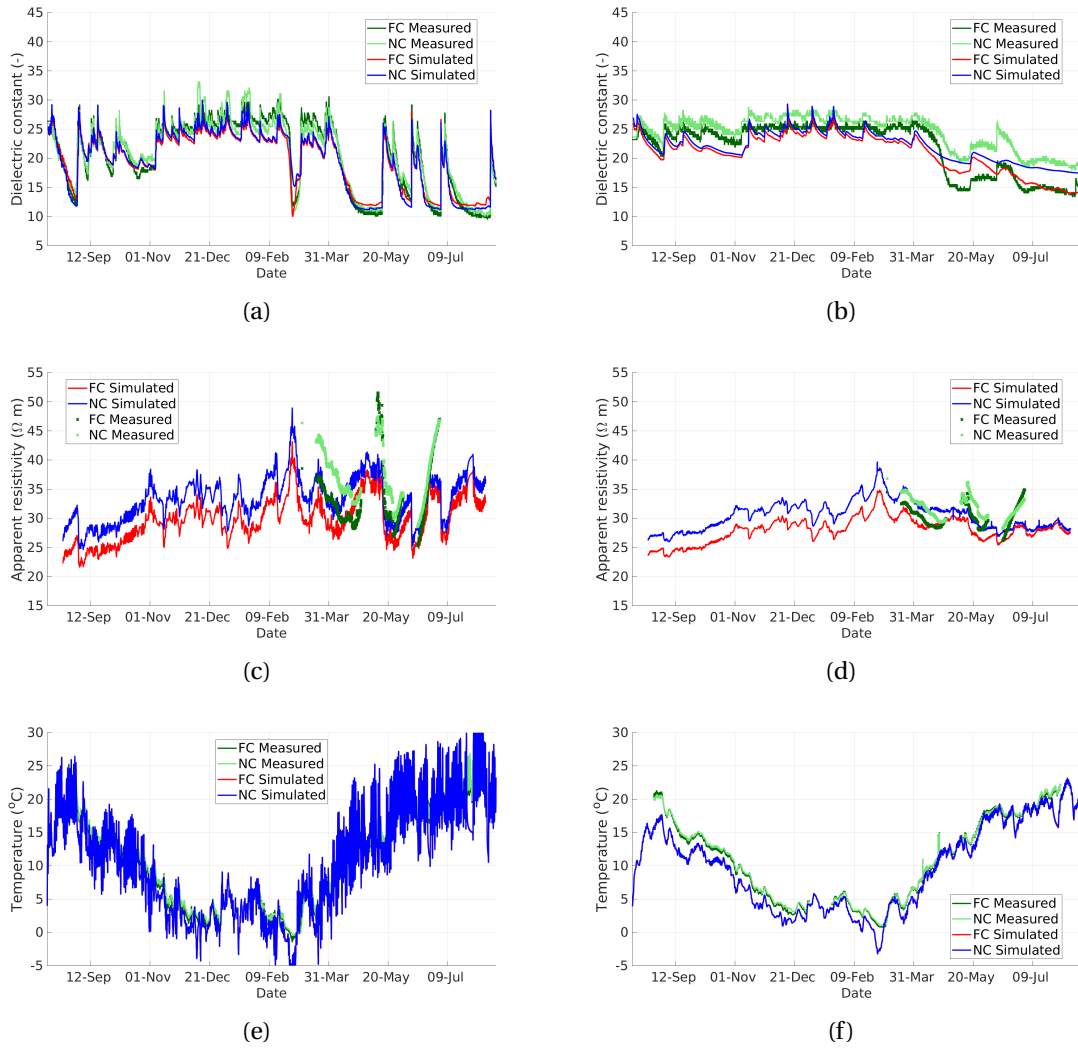 45
40
35
30
25
20
15
10
5
Dielectric constant (-)
FC Measured
NC Measured
FC Simulated
NC Simulated
12-Sep 01-Nov 21-Dec 09-Feb 31-Mar 20-May 09-Jul
Date
(a)
45
40
35
30
25
20
15
10
5
Dielectric constant (-)
FC Measured
NC Measured
FC Simulated
NC Simulated
12-Sep 01-Nov 21-Dec 09-Feb 31-Mar 20-May 09-Jul
Date
(b)
55
50
45
40
35
30
25
20
15
Apparent resistivity (Ω m)
FC Simulated
NC Simulated
FC Measured
NC Measured
12-Sep 01-Nov 21-Dec 09-Feb 31-Mar 20-May 09-Jul
Date
(c)
55
50
45
40
35
30
25
20
15
Apparent resistivity (Ω m)
FC Simulated
NC Simulated
FC Measured
NC Measured
12-Sep 01-Nov 21-Dec 09-Feb 31-Mar 20-May 09-Jul
Date
(d)
30
25
20
15
10
5
0
-5
Temperature (°C)
FC Measured
NC Measured
FC Simulated
NC Simulated
12-Sep 01-Nov 21-Dec 09-Feb 31-Mar 20-May 09-Jul
Date
(e)
30
25
20
15
10
5
0
-5
Temperature (°C)
FC Measured
NC Measured
FC Simulated
NC Simulated
12-Sep 01-Nov 21-Dec 09-Feb 31-Mar 20-May 09-Jul
Date
(f)